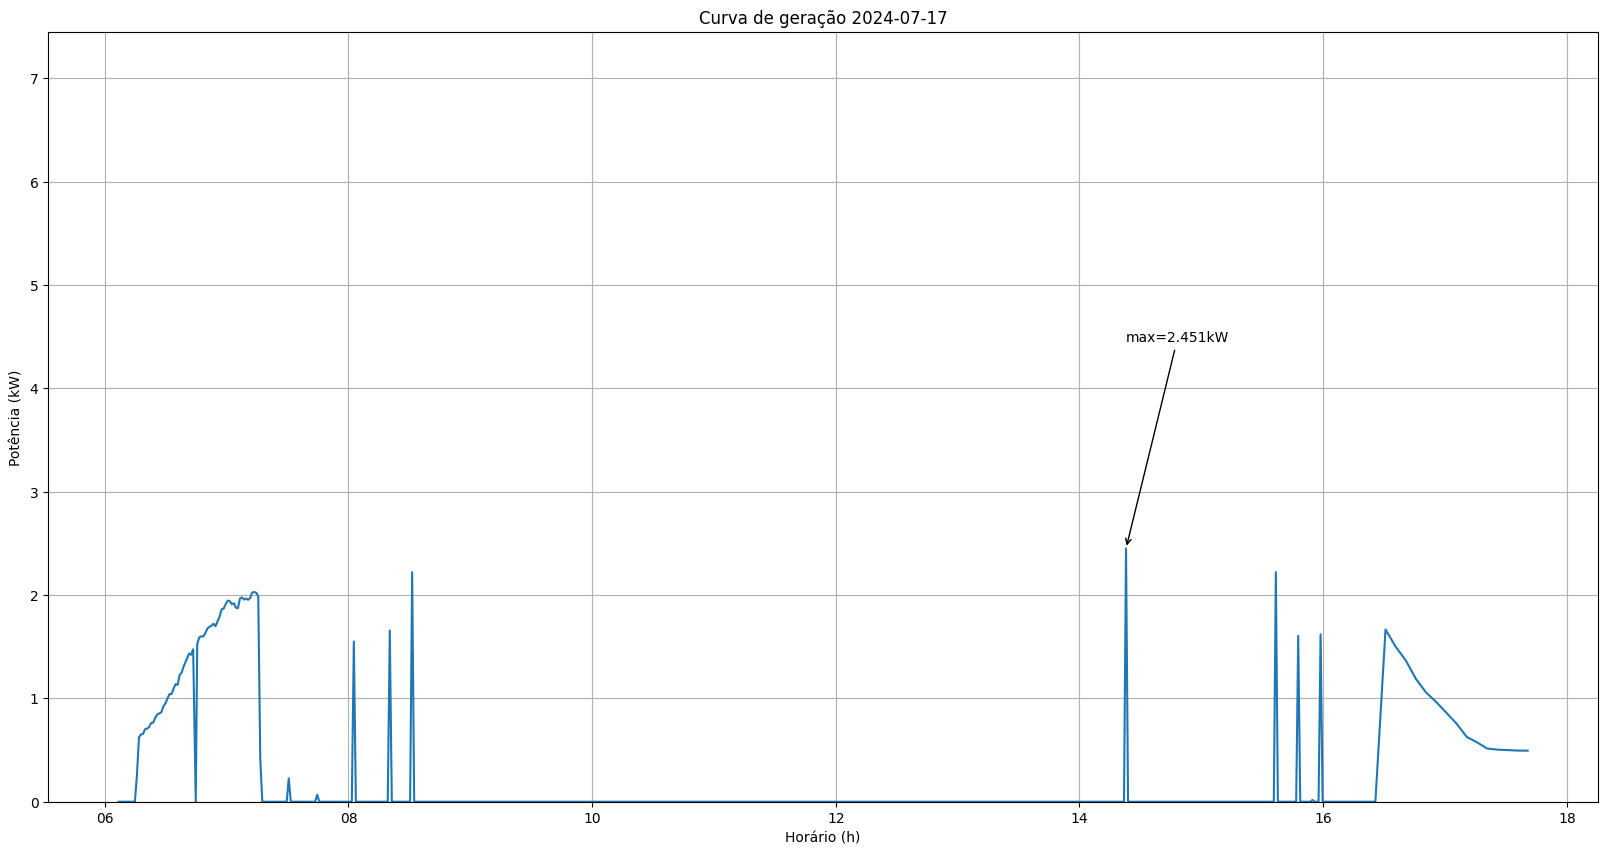 Curva de geração 2024-07-17
Potência (kW)
7
6
5
4
3
2
1
0
max=2.451kW
06 08 10 12 14 16 18
Horário (h)